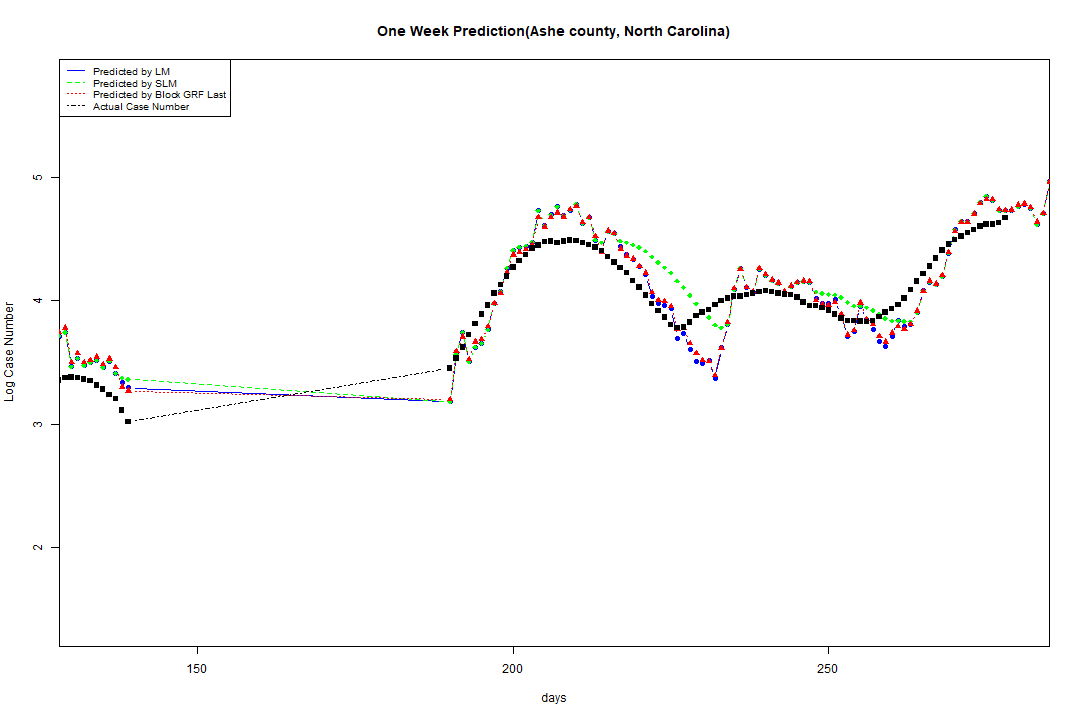 One Week Prediction(Ashe county, North Carolina)
Predicted by LM
Predicted by SLM
Predicted by Block GRF Last
Actual Case Number
Log Case Number
5
4
3
2
150
200
250
days